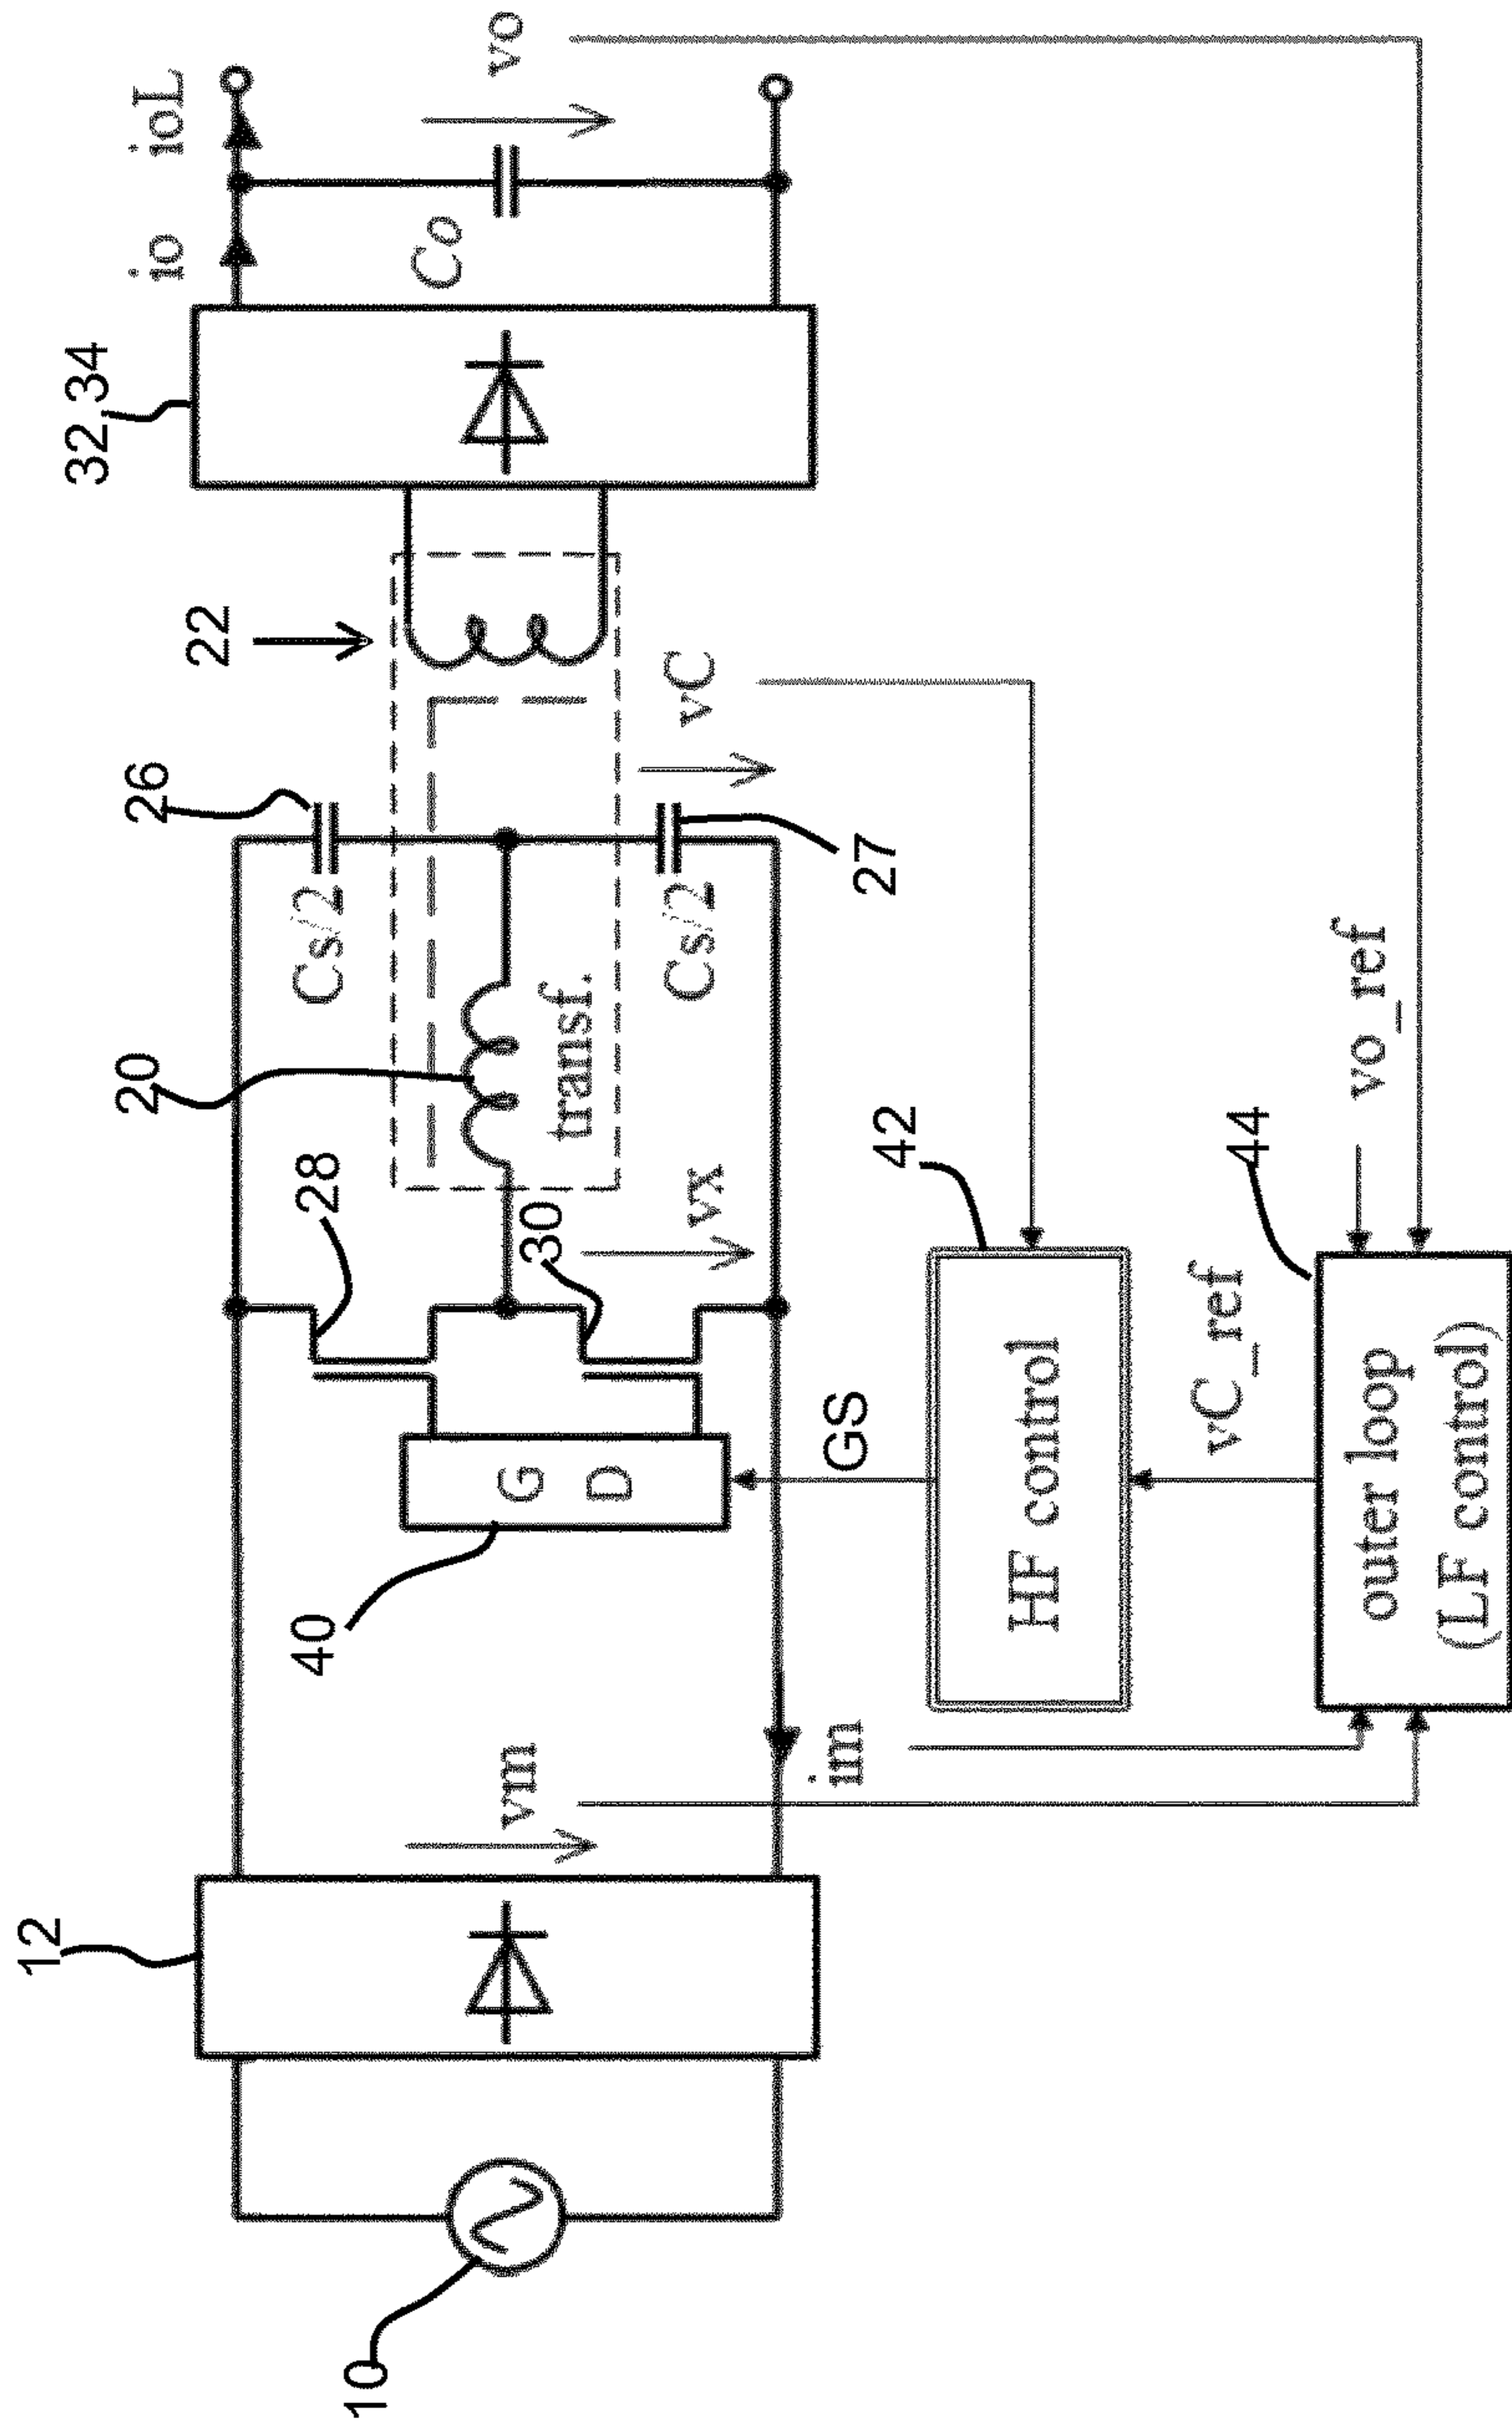 10
12
vm
im
40
G
D
GS
28
30
vx
20
transf.
Cs/2
26
Cs/2
27
vC
22
32,34
io
ioL
Co
vo
HF control
42
vC_ref
outer loop
(LF control)
44
vo_ref